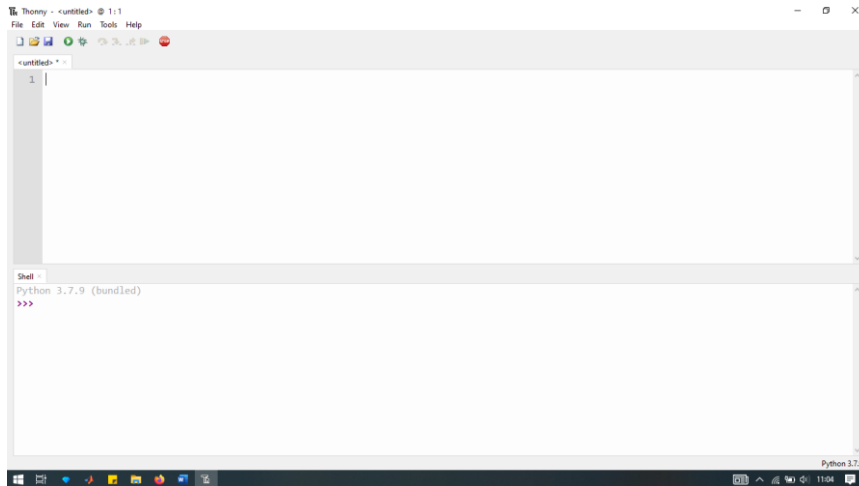 Thonny - <untitled> @ 1:1
File Edit View Run Tools Help
<untitled> *
1
Shell
Python 3.7.9 (bundled)
>>>
Python 3.7.
11:04